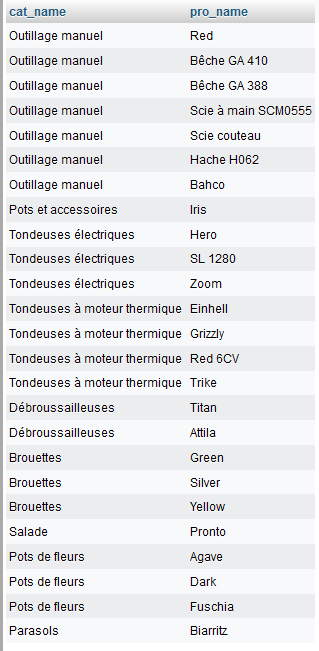 cat_name pro_name
Outillage manuel Red
Outillage manuel Bêche GA 410
Outillage manuel Bêche GA 388
Outillage manuel Scie à main SCM0555
Outillage manuel Scie couteau
Outillage manuel Hache H062
Outillage manuel Bahco
Pots et accessoires Iris
Tondeuses électriques Hero
Tondeuses électriques SL 1280
Tondeuses électriques Zoom
Tondeuses à moteur thermique Einhell
Tondeuses à moteur thermique Grizzly
Tondeuses à moteur thermique Red 6CV
Tondeuses à moteur thermique Trike
Débroussailleuses Titan
Débroussailleuses Attila
Brouettes Green
Brouettes Silver
Brouettes Yellow
Salade Pronto
Pots de fleurs Agave
Pots de fleurs Dark
Pots de fleurs Fuschia
Parasols Biarritz